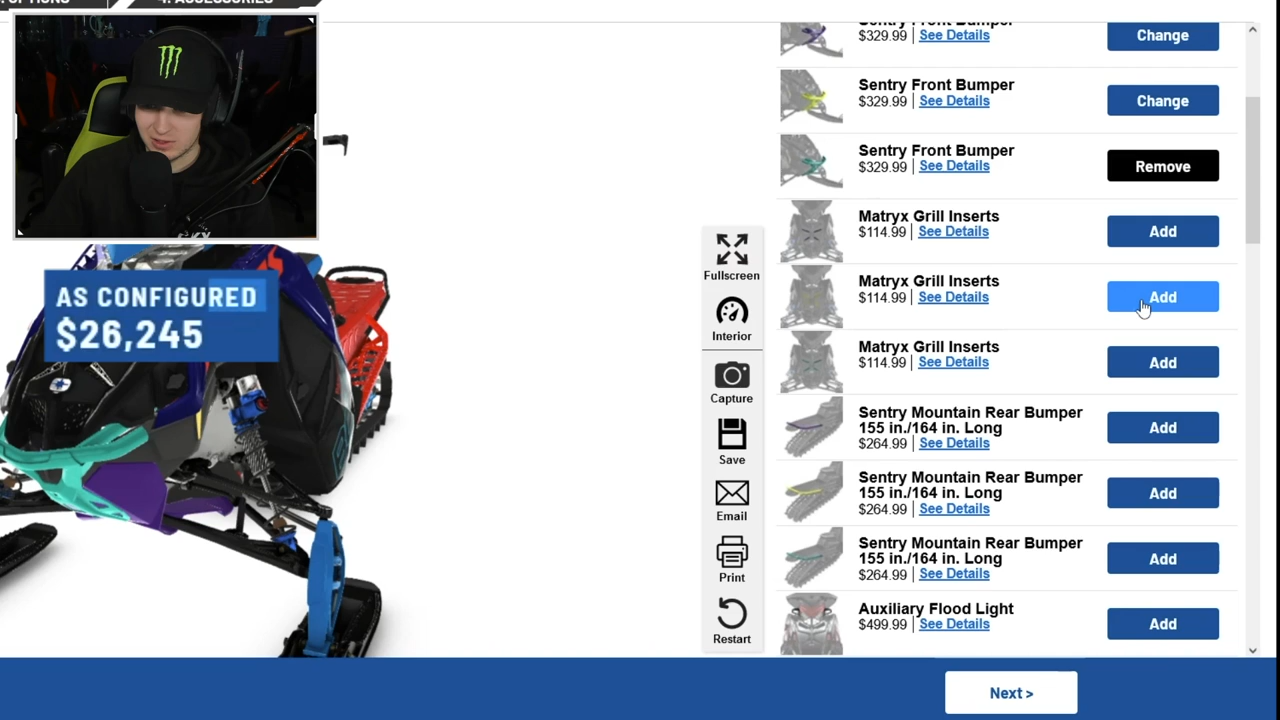 4. ACCESSORIES
Sentry Front Bumper
$329.99 | See Details
Change
Sentry Front Bumper
$329.99 | See Details
Change
Sentry Front Bumper
$329.99 | See Details
Remove
Matryx Grill Inserts
$114.99 | See Details
Add
Matryx Grill Inserts
$114.99 | See Details
Add
Matryx Grill Inserts
$114.99 | See Details
Add
Sentry Mountain Rear Bumper
155 in./164 in. Long
$264.99 | See Details
Add
Sentry Mountain Rear Bumper
155 in./164 in. Long
$264.99 | See Details
Add
Sentry Mountain Rear Bumper
155 in./164 in. Long
$264.99 | See Details
Add
Auxiliary Flood Light
$499.99 | See Details
Add
Fullscreen
Interior
Capture
Save
Email
Print
Restart
AS CONFIGURED
$26,245
Next >